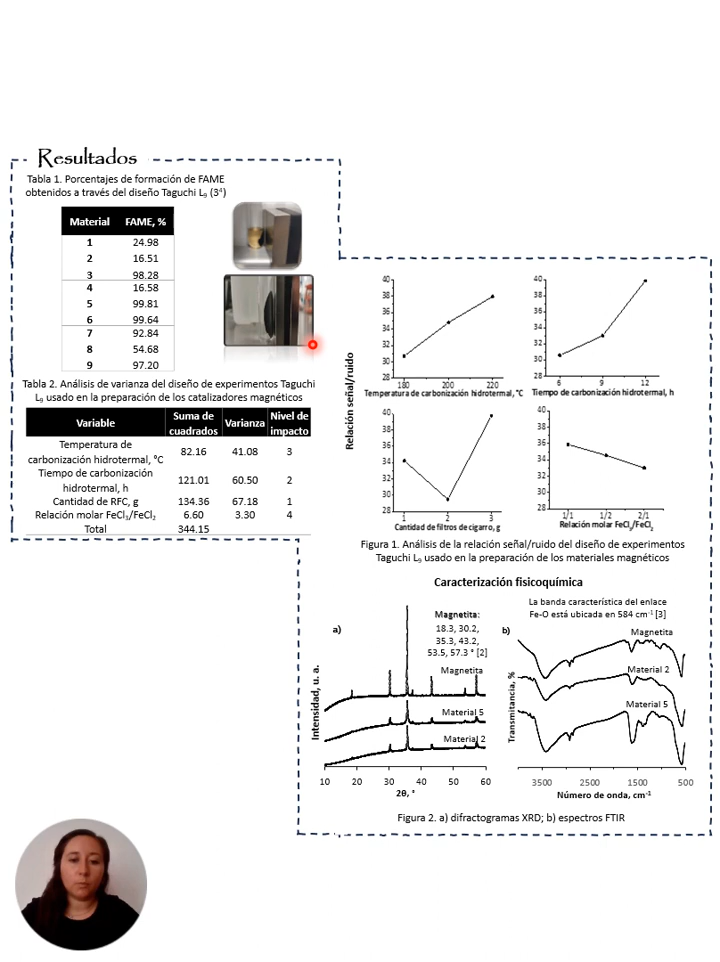 Resultados
Tabla 1. Porcentajes de formación de FAME
obtenidos a través del diseño Taguchi L₉ (3⁴)
Material FAME, %
1 24.98
2 16.51
3 98.28
4 16.58
5 99.81
6 99.64
7 92.84
8 54.68
9 97.20
Tabla 2. Análisis de varianza del diseño de experimentos Taguchi
L₉ usado en la preparación de los catalizadores magnéticos
Variable Suma de cuadrados Varianza Nivel de impacto
Temperatura de carbonización hidrotermal, °C 82.16 41.08 3
Tiempo de carbonización hidrotermal, h 121.01 60.50 2
Cantidad de RFC, g 134.36 67.18 1
Relación molar FeCl₃/FeCl₂ 6.60 3.30 4
Total 344.15
Relación señal/ruido
40
38
36
34
32
30
28
180 200 220
Temperatura de carbonización hidrotermal, °C
40
38
36
34
32
30
28
6 9 12
Tiempo de carbonización hidrotermal, h
40
38
36
34
32
30
28
1 2 3
Cantidad de filtros de cigarro, g
40
38
36
34
32
30
28
1/1 1/2 2/1
Relación molar FeCl₃/FeCl₂
Figura 1. Análisis de la relación señal/ruido del diseño de experimentos
Taguchi L₉ usado en la preparación de los materiales magnéticos
Caracterización fisicoquímica
a)
Magnetita:
18.3, 30.2,
35.3, 43.2,
53.5, 57.3 ° [2]
Magnetita
Material 5
Material 2
Intensidad, u. a.
10 20 30 40 50 60
2θ, °
b)
La banda característica del enlace
Fe-O está ubicada en 584 cm⁻¹ [3]
Magnetita
Material 2
Material 5
Transmitancia, %
3500 2500 1500 500
Número de onda, cm⁻¹
Figura 2. a) difractogramas XRD; b) espectros FTIR